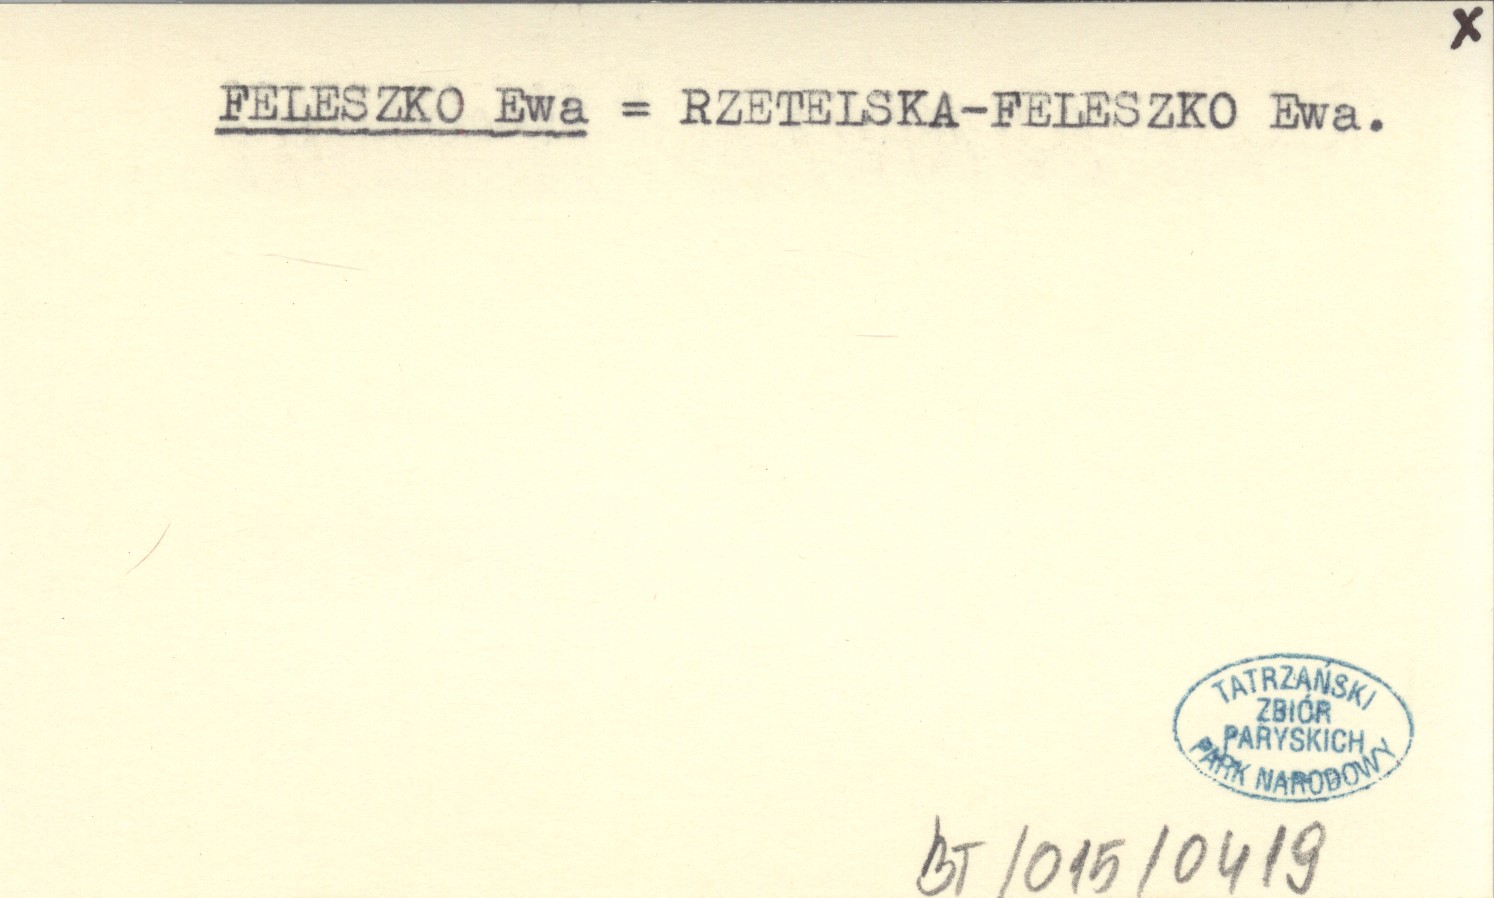 X
FELESZKO Ewa = RZETELSKA-FELESZKO Ewa.
TATRZAŃSKI
ZBIÓR
PARYSKICH
PARK NARODOWY
BT/015/0419